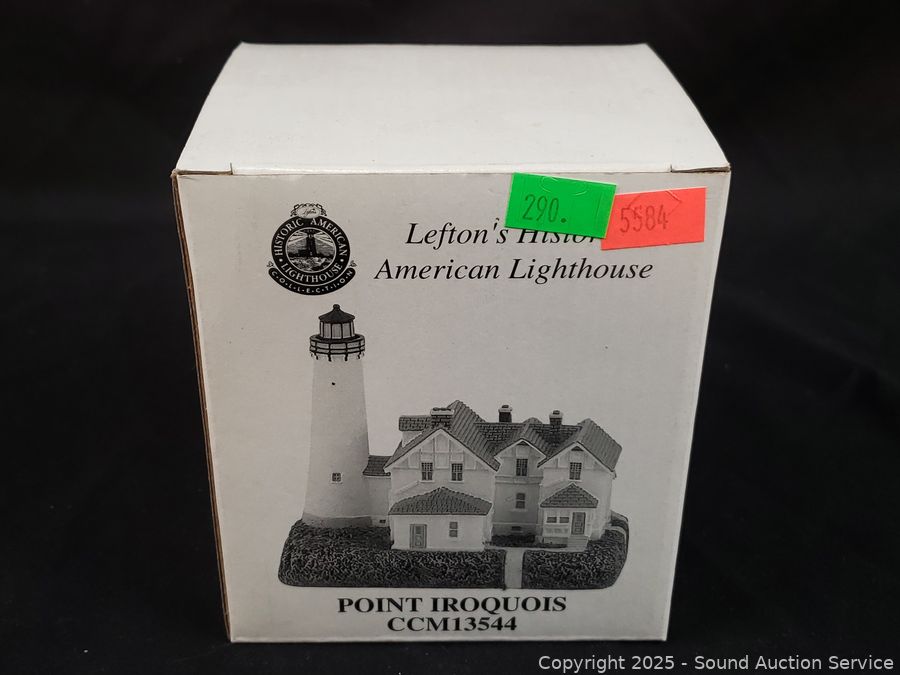 290.
5584
HISTORIC AMERICAN
LIGHTHOUSE
COLLECTION
Lefton's Histor
American Lighthouse
POINT IROQUOIS
CCM13544
Copyright 2025 - Sound Auction Service